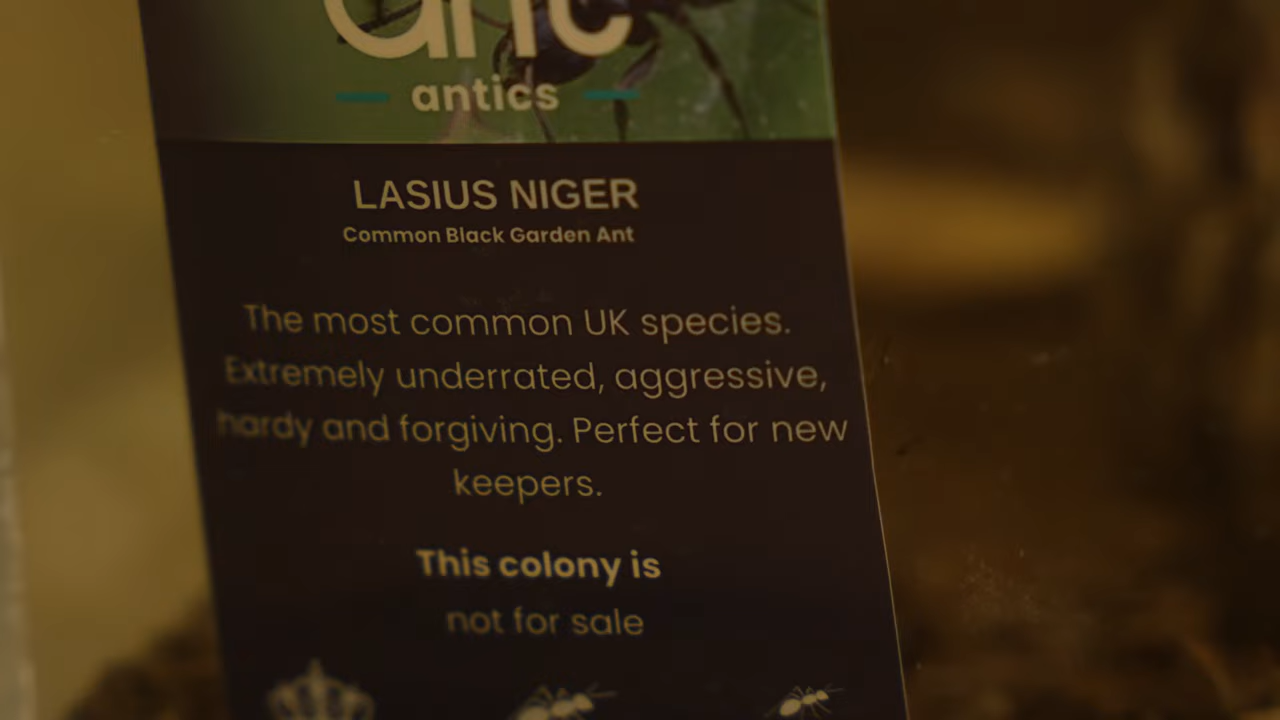 ant
antics
LASIUS NIGER
Common Black Garden Ant
The most common UK species.
Extremely underrated, aggressive,
hardy and forgiving. Perfect for new
keepers.
This colony is
not for sale